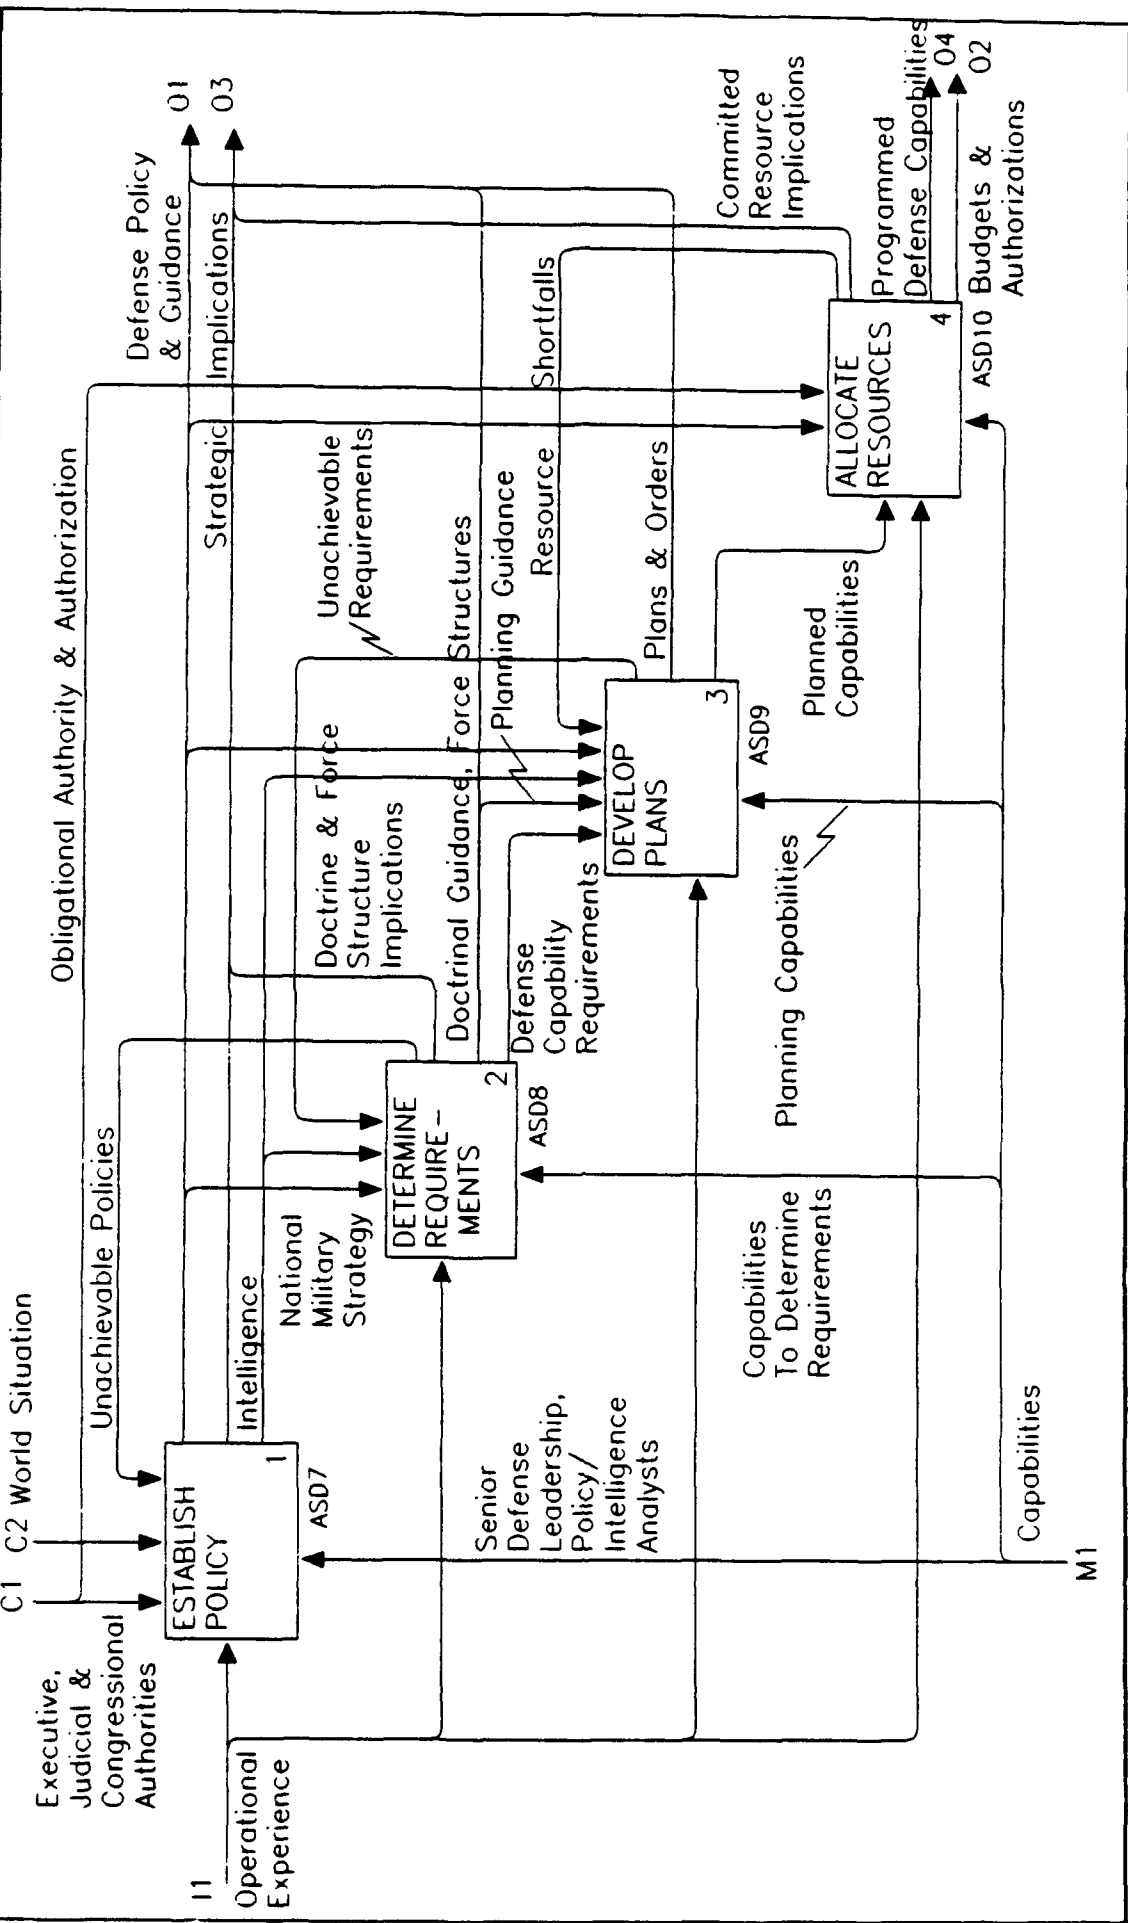 C1
C2 World Situation
Executive,
Judicial &
Congressional
Authorities
Obligational Authority & Authorization
Unachievable Policies
Defense Policy
& Guidance
O1
Strategic Implications
O3
I1
Operational
Experience
ESTABLISH
POLICY
1
ASD7
Intelligence
National
Military
Strategy
DETERMINE
REQUIRE-
MENTS
2
ASD8
Doctrine & Force
Structure
Implications
Unachievable
Requirements
Doctrinal Guidance, Force Structures
Planning Guidance
Defense
Capability
Requirements
Resource Shortfalls
DEVELOP
PLANS
3
ASD9
Plans & Orders
Planned
Capabilities
Committed
Resource
Implications
ALLOCATE
RESOURCES
4
ASD10
Programmed
Defense Capabilities
O4
O2
Budgets &
Authorizations
Senior
Defense
Leadership,
Policy/
Intelligence
Analysts
Capabilities
To Determine
Requirements
Planning Capabilities
Capabilities
M1